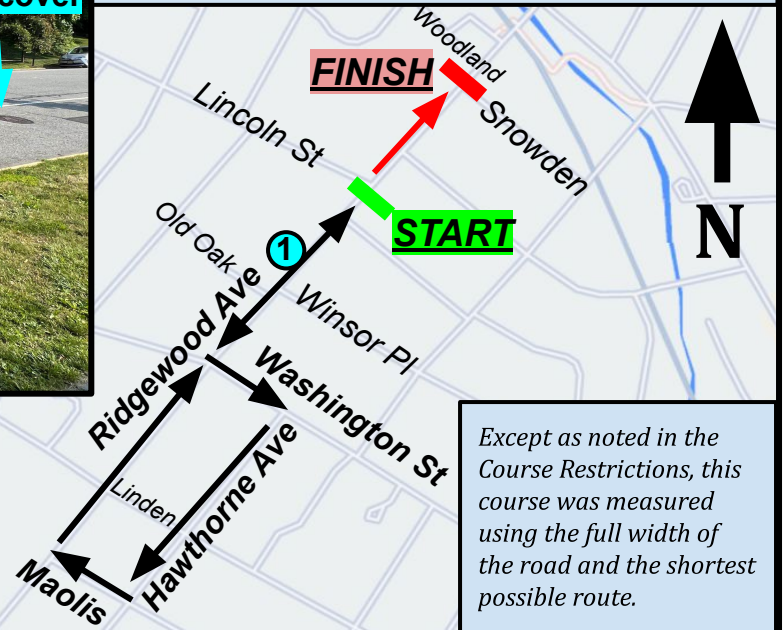 cover
Woodland
FINISH
Lincoln St
Snowden
START
N
Old Oak
1
Winsor Pl
Ridgewood Ave
Washington St
Hawthorne Ave
Linden
Maolis
Except as noted in the
Course Restrictions, this
course was measured
using the full width of
the road and the shortest
possible route.